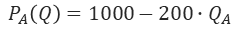 P_A(Q) = 1000 − 200 · Q_A